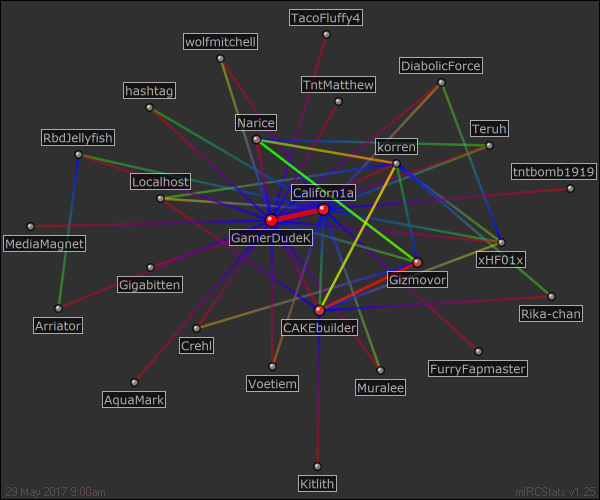 TacoFluffy4
wolfmitchell
DiabolicForce
TntMatthew
hashtag
Narice
Teruh
RbdJellyfish
korren
tntbomb1919
Localhost
Californ1a
GamerDudeK
MediaMagnet
xHF01x
Gigabitten
Gizmovor
Rika-chan
Arriator
CAKEbuilder
Crehl
FurryFapmaster
Voetiem
Muralee
AquaMark
Kitlith
29 May 2017 9:00am
mIRCStats v1.25